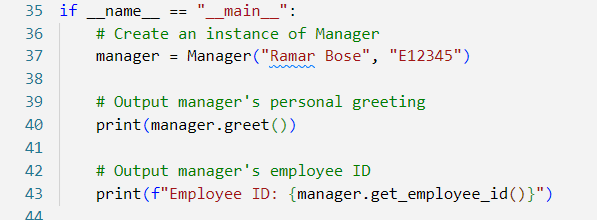 35 if __name__ == "__main__":
36     # Create an instance of Manager
37     manager = Manager("Ramar Bose", "E12345")
38
39     # Output manager's personal greeting
40     print(manager.greet())
41
42     # Output manager's employee ID
43     print(f"Employee ID: {manager.get_employee_id()}")
44